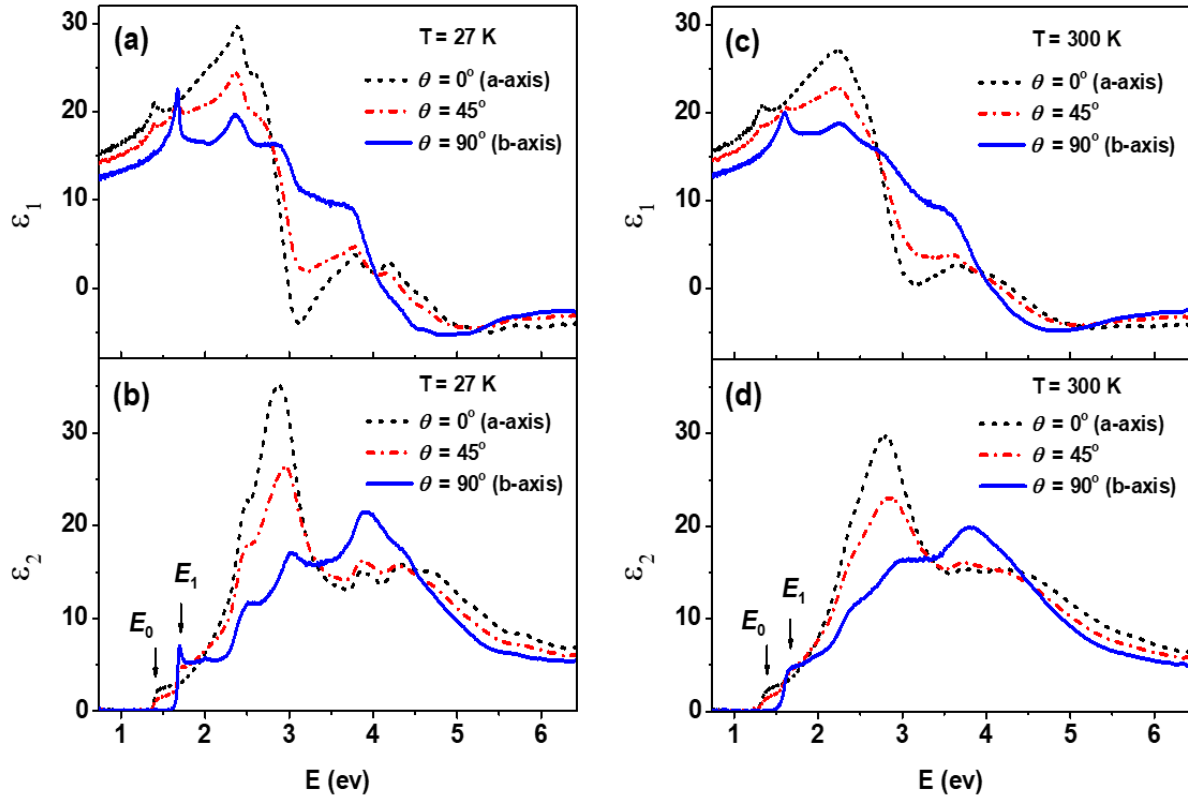 (a)
T = 27 K
θ = 0° (a-axis)
θ = 45°
θ = 90° (b-axis)
30
20
10
0
ε₁
(b)
T = 27 K
θ = 0° (a-axis)
θ = 45°
θ = 90° (b-axis)
E₀
E₁
30
20
10
0
ε₂
1 2 3 4 5 6
E (ev)
(c)
T = 300 K
θ = 0° (a-axis)
θ = 45°
θ = 90° (b-axis)
30
20
10
0
ε₁
(d)
T = 300 K
θ = 0° (a-axis)
θ = 45°
θ = 90° (b-axis)
E₀
E₁
30
20
10
0
ε₂
1 2 3 4 5 6
E (ev)